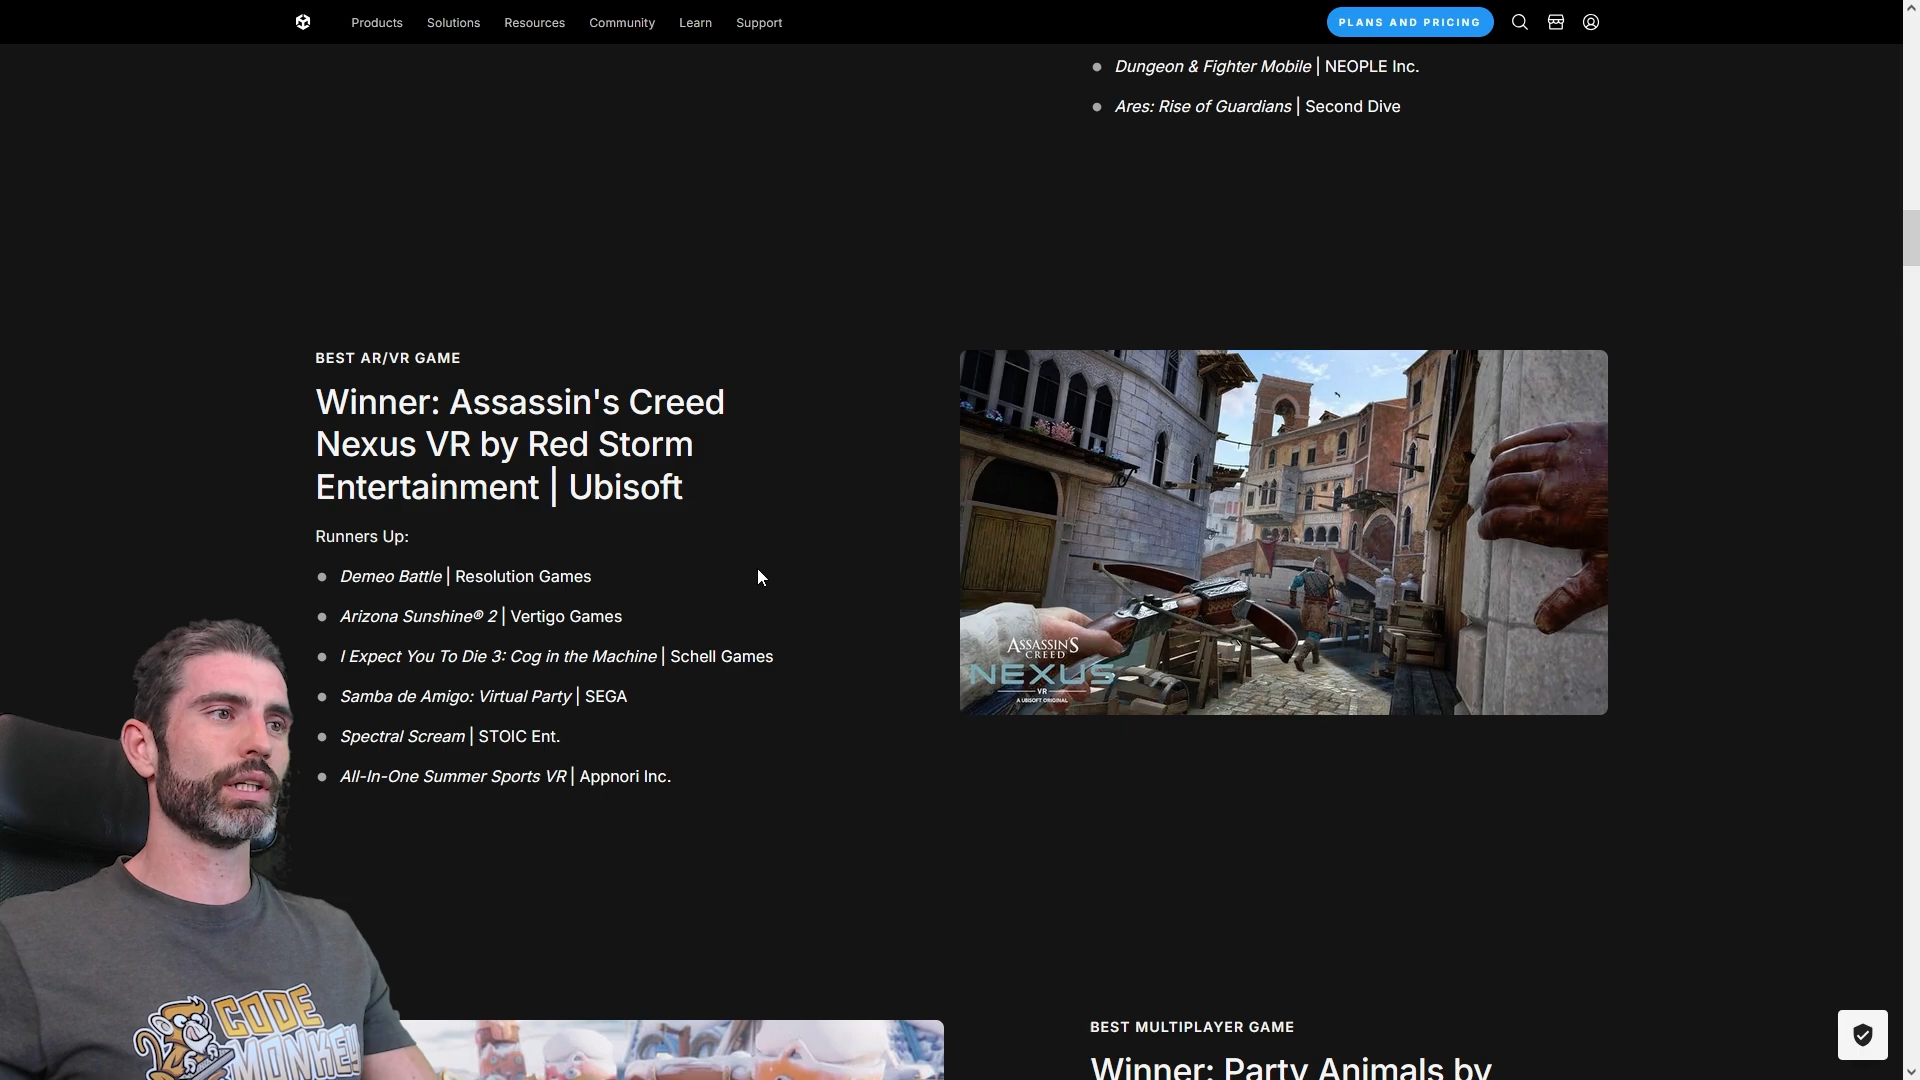 Products Solutions Resources Community Learn Support
PLANS AND PRICING
Dungeon & Fighter Mobile | NEOPLE Inc.
Ares: Rise of Guardians | Second Dive
BEST AR/VR GAME
Winner: Assassin's Creed
Nexus VR by Red Storm
Entertainment | Ubisoft
Runners Up:
Demeo Battle | Resolution Games
Arizona Sunshine® 2 | Vertigo Games
I Expect You To Die 3: Cog in the Machine | Schell Games
Samba de Amigo: Virtual Party | SEGA
Spectral Scream | STOIC Ent.
All-In-One Summer Sports VR | Appnori Inc.
ASSASSIN'S
CREED
NEXUS
VR
A UBISOFT ORIGINAL
CODE
MONKEY
BEST MULTIPLAYER GAME
Winner: Party Animals by